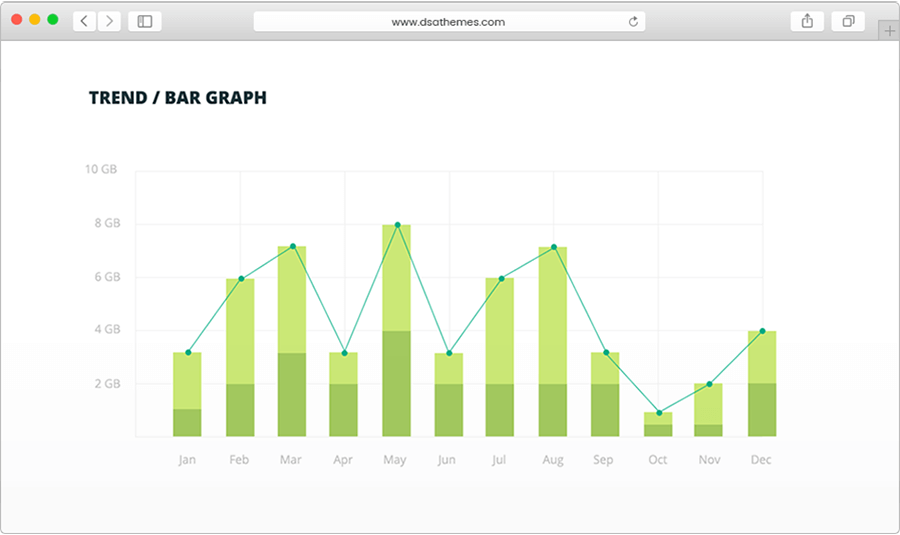 www.dsathemes.com
TREND / BAR GRAPH
10 GB
8 GB
6 GB
4 GB
2 GB
Jan Feb Mar Apr May Jun Jul Aug Sep Oct Nov Dec